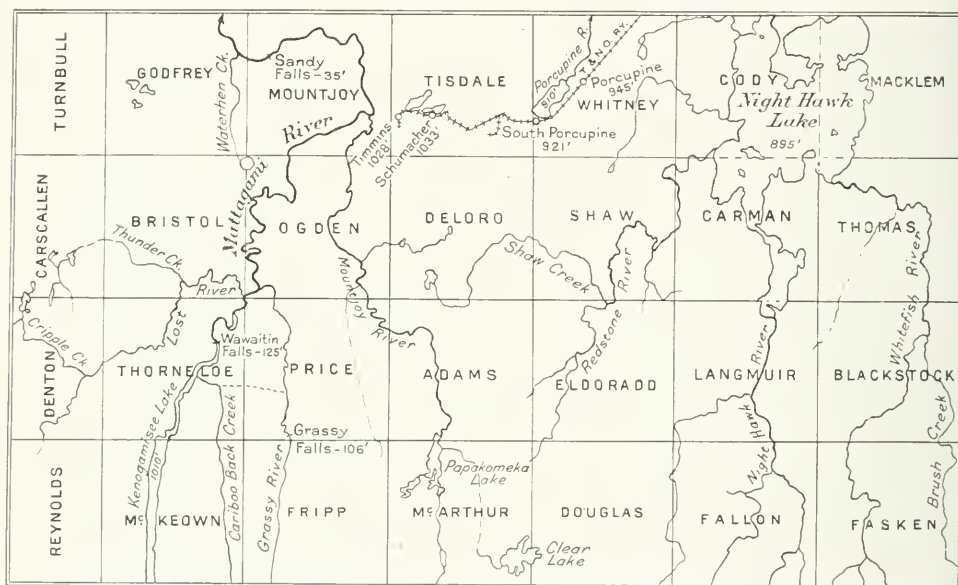 TURNBULL
GODFREY
Waterhen Ck.
Sandy
Falls-35'
MOUNTJOY
River
Mattagami
TISDALE
Timmins
1028'
Schumacher
1033'
Porcupine R.
910'
T. & N.O. RY.
Porcupine
945'
WHITNEY
South Porcupine
921'
CODY
Night Hawk
Lake
895'
MACKLEM
CARSCALLEN
BRISTOL
Thunder Ck.
OGDEN
DELORO
SHAW
Shaw Creek
CARMAN
THOMAS
Lost
River
Mountjoy
River
Redstone
River
Whitefish
River
Cripple Ck.
DENTON
THORNELOE
Wawaitin
Falls-125'
PRICE
ADAMS
ELDORADO
LANGMUIR
Night Hawk
River
BLACKSTOCK
Brush
Creek
Kenogamisee Lake
1010'
Cariboo Back Creek
Grassy River
Grassy
Falls-106'
REYNOLDS
McKEOWN
FRIPP
Papakomeka
Lake
McARTHUR
DOUGLAS
Clear
Lake
FALLON
FASKEN